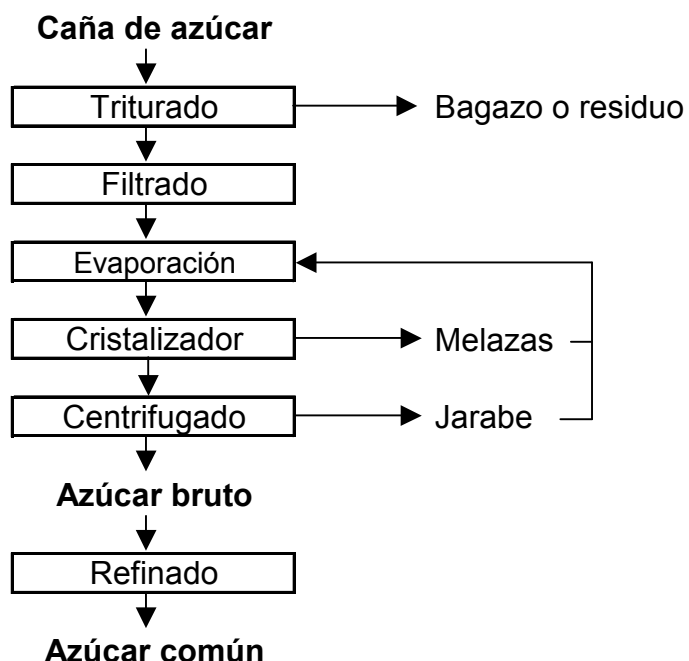 Caña de azúcar
Triturado
Bagazo o residuo
Filtrado
Evaporación
Cristalizador
Melazas
Centrifugado
Jarabe
Azúcar bruto
Refinado
Azúcar común